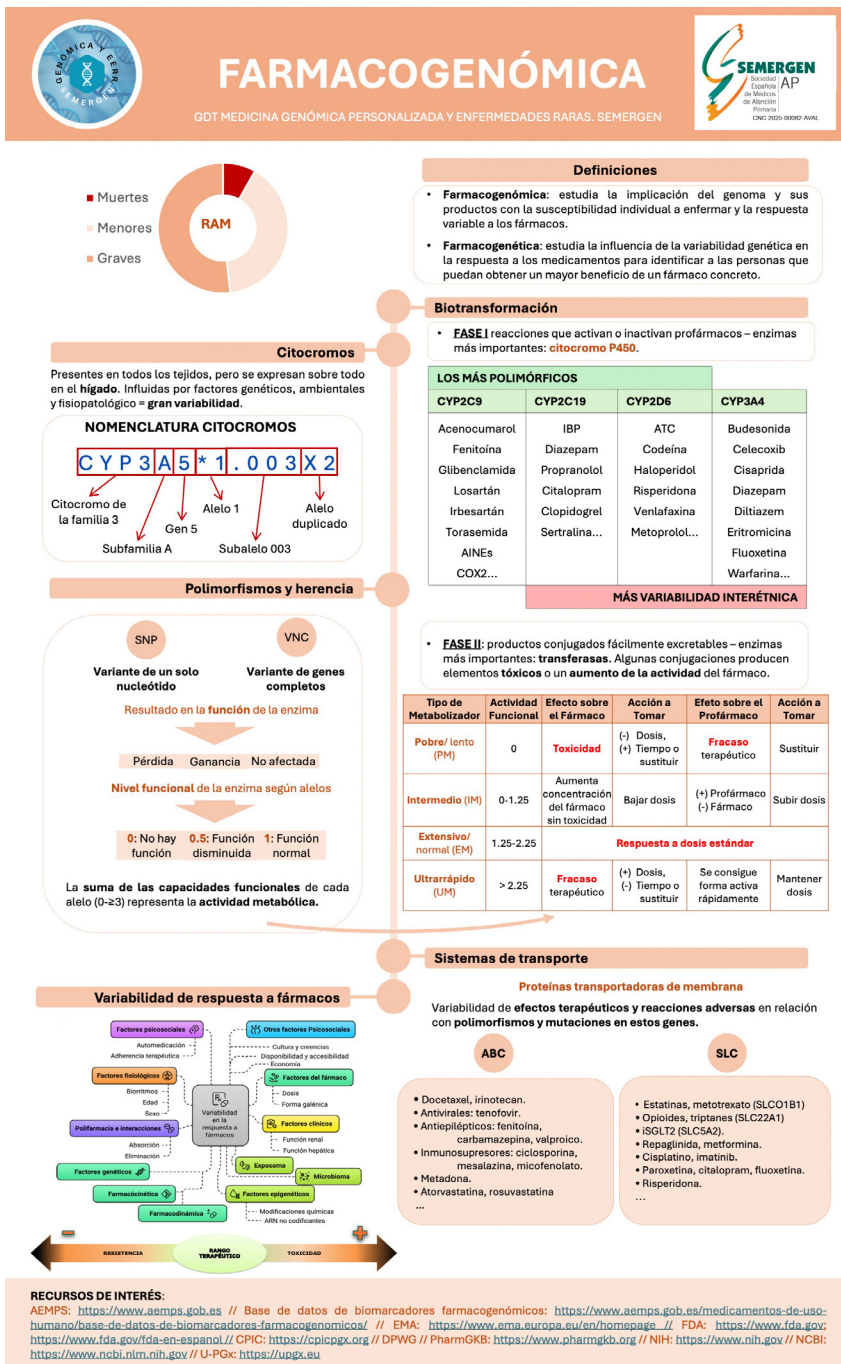 GENÓMICA Y EERR
SEMERGEN
FARMACOGENÓMICA
GDT MEDICINA GENÓMICA PERSONALIZADA Y ENFERMEDADES RARAS. SEMERGEN
SEMERGEN
Sociedad
Española
de Médicos
de Atención
Primaria
AP
CNC 2025-00082-AVAL
Muertes
Menores
Graves
RAM
Definiciones
• Farmacogenómica: estudia la implicación del genoma y sus
productos con la susceptibilidad individual a enfermar y la respuesta
variable a los fármacos.
• Farmacogenética: estudia la influencia de la variabilidad genética en
la respuesta a los medicamentos para identificar a las personas que
puedan obtener un mayor beneficio de un fármaco concreto.
Biotransformación
• FASE I reacciones que activan o inactivan profármacos – enzimas
más importantes: citocromo P450.
Citocromos
Presentes en todos los tejidos, pero se expresan sobre todo
en el hígado. Influidas por factores genéticos, ambientales
y fisiopatológico = gran variabilidad.
NOMENCLATURA CITOCROMOS
CYP3A5*1.003X2
Citocromo de
la familia 3
Subfamilia A
Gen 5
Alelo 1
Subalelo 003
Alelo
duplicado
LOS MÁS POLIMÓRFICOS
CYP2C9 CYP2C19 CYP2D6 CYP3A4
Acenocumarol IBP ATC Budesonida
Fenitoína Diazepam Codeína Celecoxib
Glibenclamida Propranolol Haloperidol Cisaprida
Losartán Citalopram Risperidona Diazepam
Irbesartán Clopidogrel Venlafaxina Diltiazem
Torasemida Sertralina... Metoprolol... Eritromicina
AINEs Fluoxetina
COX2... Warfarina...
MÁS VARIABILIDAD INTERÉTNICA
Polimorfismos y herencia
SNP VNC
Variante de un solo
nucleótido
Variante de genes
completos
Resultado en la función de la enzima
Pérdida Ganancia No afectada
Nivel funcional de la enzima según alelos
0: No hay
función
0.5: Función
disminuida
1: Función
normal
La suma de las capacidades funcionales de cada
alelo (0-≥3) representa la actividad metabólica.
• FASE II: productos conjugados fácilmente excretables – enzimas
más importantes: transferasas. Algunas conjugaciones producen
elementos tóxicos o un aumento de la actividad del fármaco.
Tipo de Metabolizador Actividad Funcional Efecto sobre el Fármaco Acción a Tomar Efeto sobre el Profármaco Acción a Tomar
Pobre/ lento (PM) 0 Toxicidad (-) Dosis, (+) Tiempo o sustituir Fracaso terapéutico Sustituir
Intermedio (IM) 0-1.25 Aumenta concentración del fármaco sin toxicidad Bajar dosis (+) Profármaco (-) Fármaco Subir dosis
Extensivo/ normal (EM) 1.25-2.25 Respuesta a dosis estándar
Ultrarrápido (UM) > 2.25 Fracaso terapéutico (+) Dosis, (-) Tiempo o sustituir Se consigue forma activa rápidamente Mantener dosis
Sistemas de transporte
Proteínas transportadoras de membrana
Variabilidad de efectos terapéuticos y reacciones adversas en relación
con polimorfismos y mutaciones en estos genes.
ABC
• Docetaxel, irinotecan.
• Antivirales: tenofovir.
• Antiepilépticos: fenitoína,
carbamazepina, valproico.
• Inmunosupresores: ciclosporina,
mesalazina, micofenolato.
• Metadona.
• Atorvastatina, rosuvastatina
...
SLC
• Estatinas, metotrexato (SLCO1B1)
• Opioides, triptanes (SLC22A1)
• iSGLT2 (SLC5A2).
• Repaglinida, metformina.
• Cisplatino, imatinib.
• Paroxetina, citalopram, fluoxetina.
• Risperidona.
...
Variabilidad de respuesta a fármacos
Factores psicosociales
Automedicación
Adherencia terapéutica
Factores fisiológicos
Biorritmos
Edad
Sexo
Polifarmacia e interacciones
Absorción
Eliminación
Factores genéticos
Farmacócinética
Farmacodinámica
Variabilidad
en la
respuesta a
fármacos
Otros factores Psicosociales
Cultura y creencias
Disponibilidad y accesibilidad
Economía
Factores del fármaco
Dosis
Forma galénica
Factores clínicos
Función renal
Función hepática
Exposoma
Microbioma
Factores epigenéticos
Modificaciones químicas
ARN no codificantes
− +
RESISTENCIA
RANGO
TERAPÉUTICO
TOXICIDAD
RECURSOS DE INTERÉS:
AEMPS: https://www.aemps.gob.es // Base de datos de biomarcadores farmacogenómicos: https://www.aemps.gob.es/medicamentos-de-uso-
humano/base-de-datos-de-biomarcadores-farmacogenomicos/ // EMA: https://www.ema.europa.eu/en/homepage // FDA: https://www.fda.gov;
https://www.fda.gov/fda-en-espanol // CPIC: https://cpicpgx.org // DPWG // PharmGKB: https://www.pharmgkb.org // NIH: https://www.nih.gov // NCBI:
https://www.ncbi.nlm.nih.gov // U-PGx: https://upgx.eu